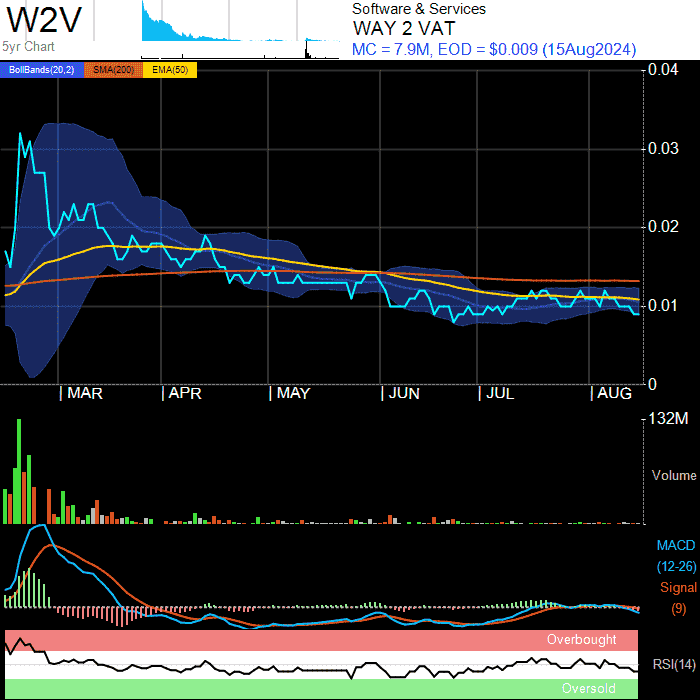 W2V
5yr Chart
Software & Services
WAY 2 VAT
MC = 7.9M, EOD = $0.009 (15Aug2024)
BollBands(20,2) SMA(200) EMA(50)
0.04
0.03
0.02
0.01
0
MAR APR MAY JUN JUL AUG
132M
Volume
MACD
(12-26)
Signal
(9)
Overbought
RSI(14)
Oversold